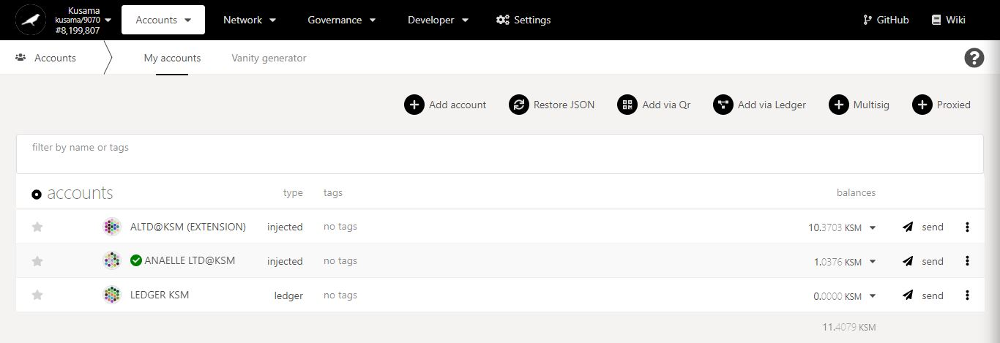 Kusama
kusama/9070
#8,199,807
Accounts
Network
Governance
Developer
Settings
GitHub
Wiki
Accounts
My accounts
Vanity generator
Add account
Restore JSON
Add via Qr
Add via Ledger
Multisig
Proxied
filter by name or tags
accounts type tags balances
ALTD@KSM (EXTENSION) injected no tags 10.3703 KSM send
ANAELLE LTD@KSM injected no tags 1.0376 KSM send
LEDGER KSM ledger no tags 0.0000 KSM send
11.4079 KSM